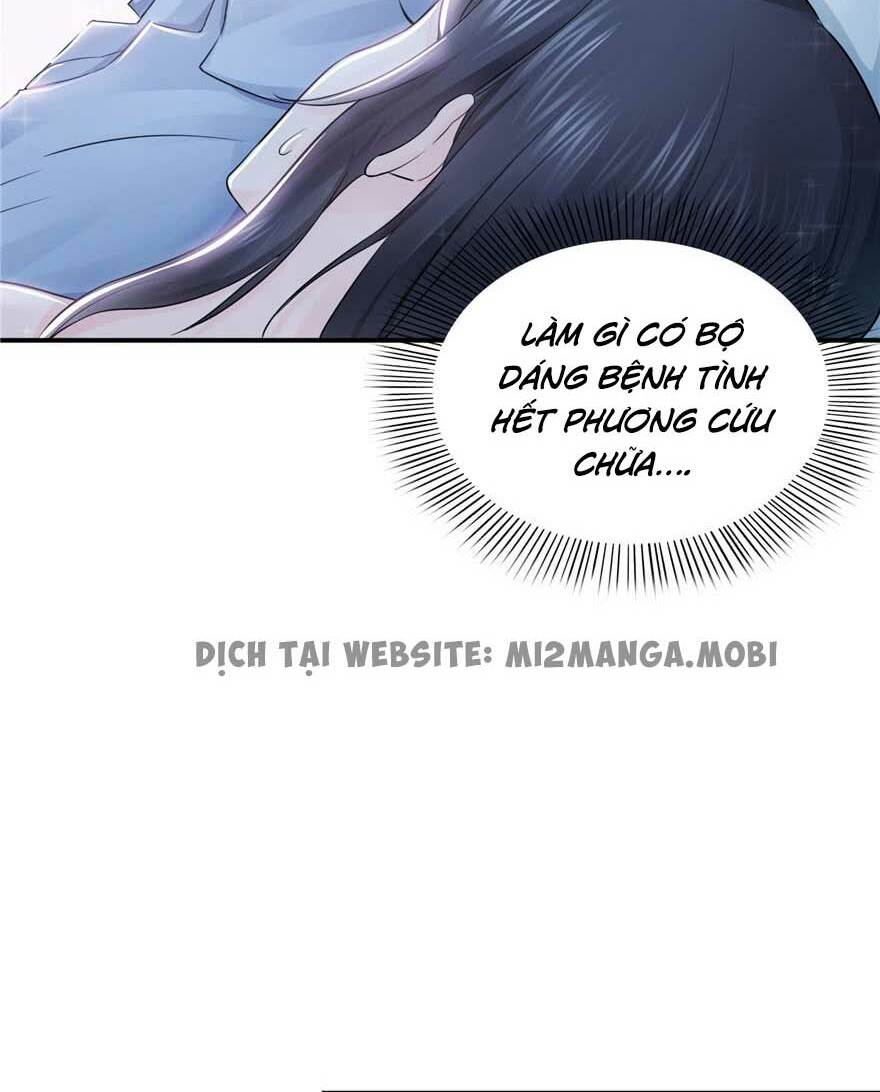 LÀM GÌ CÓ BỘ
DÁNG BỆNH TÌNH
HẾT PHƯƠNG CỨU
CHỮA....
DỊCH TẠI WEBSITE: MI2MANGA.MOBI